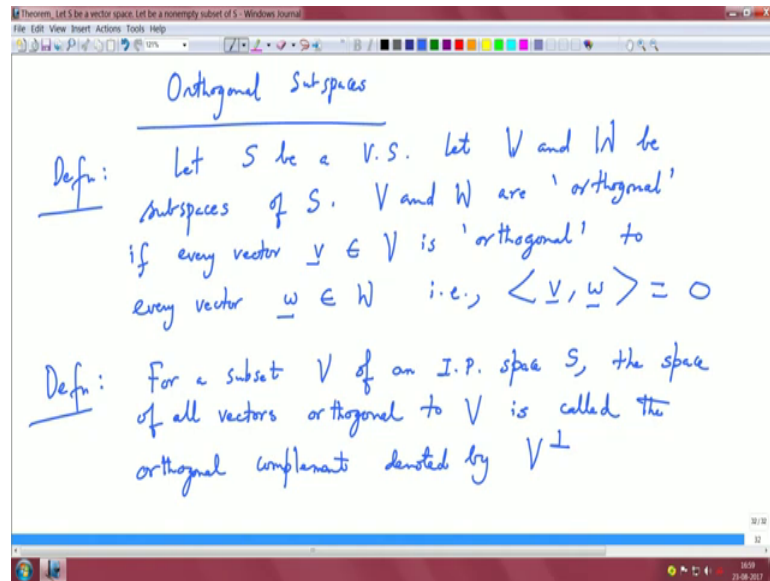 Theorem_ Let S be a vector space. Let be a nonempty subset of S - Windows Journal
File Edit View Insert Actions Tools Help
121%
Orthogonal Subspaces
Defn: Let S be a V.S. Let V and W be
subspaces of S. V and W are 'orthogonal'
if every vector v ∈ V is 'orthogonal' to
every vector w ∈ W i.e., <v, w> = 0
Defn: For a subset V of an I.P. space S, the space
of all vectors orthogonal to V is called the
orthogonal complement denoted by V⊥
32/32
32
16:59
23-08-2017